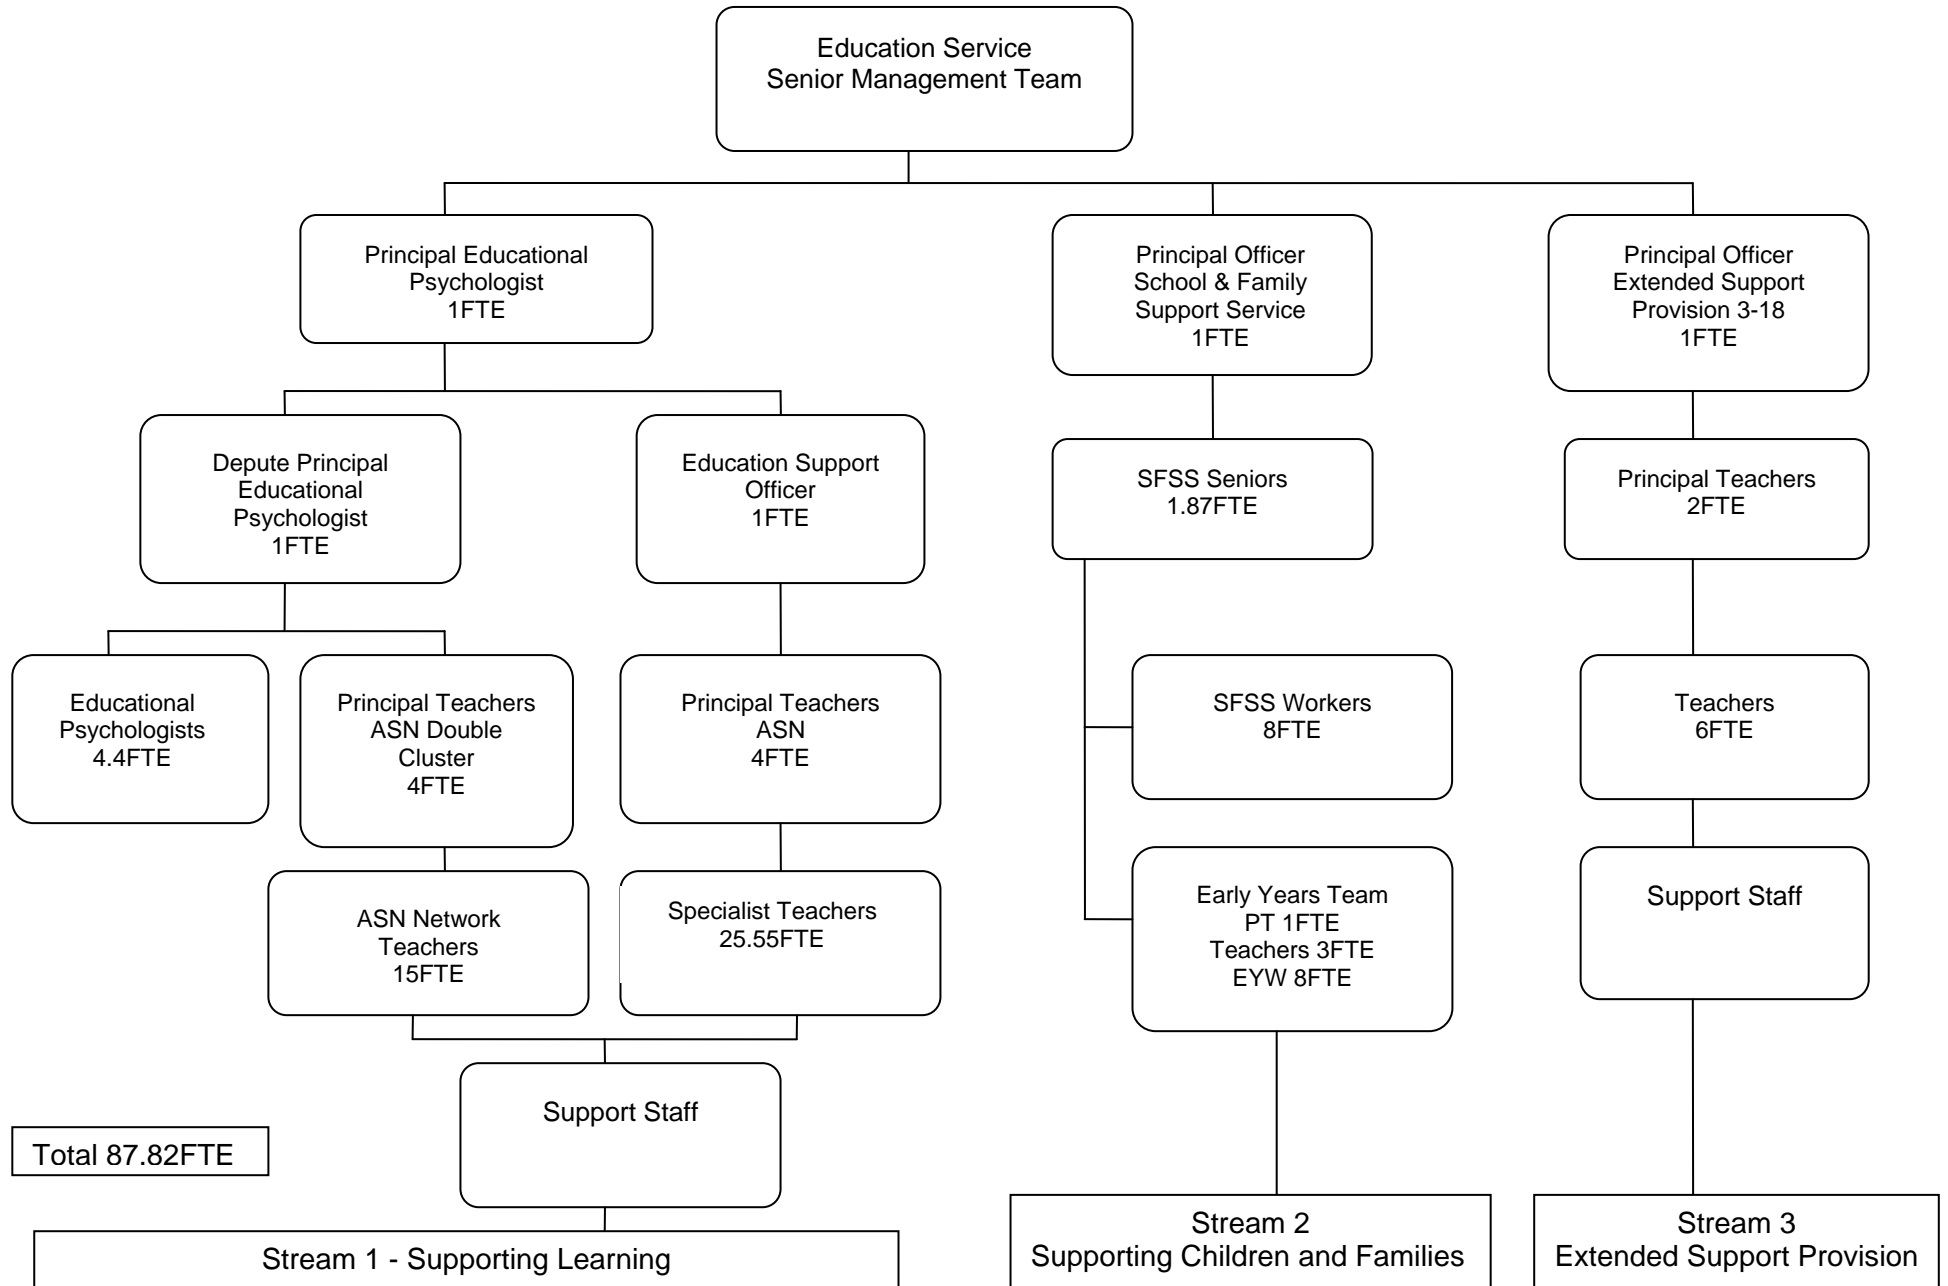 Education Service
Senior Management Team
Principal Educational
Psychologist
1FTE
Principal Officer
School & Family
Support Service
1FTE
Principal Officer
Extended Support
Provision 3-18
1FTE
Depute Principal
Educational
Psychologist
1FTE
Education Support
Officer
1FTE
SFSS Seniors
1.87FTE
Principal Teachers
2FTE
Educational
Psychologists
4.4FTE
Principal Teachers
ASN Double
Cluster
4FTE
Principal Teachers
ASN
4FTE
SFSS Workers
8FTE
Teachers
6FTE
ASN Network
Teachers
15FTE
Specialist Teachers
25.55FTE
Early Years Team
PT 1FTE
Teachers 3FTE
EYW 8FTE
Support Staff
Support Staff
Total 87.82FTE
Stream 1 - Supporting Learning
Stream 2
Supporting Children and Families
Stream 3
Extended Support Provision